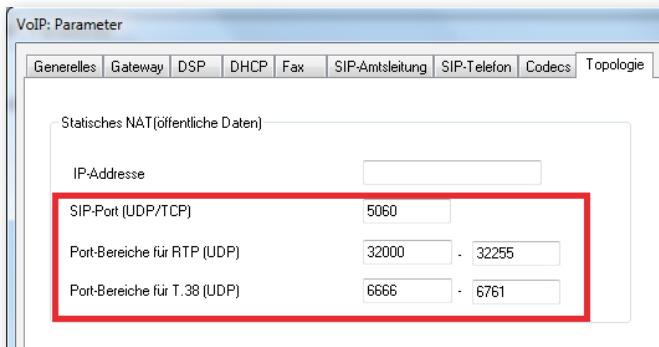 VoIP: Parameter
Generelles Gateway DSP DHCP Fax SIP-Amtsleitung SIP-Telefon Codecs Topologie
Statisches NAT(öffentliche Daten)
IP-Addresse
SIP-Port (UDP/TCP) 5060
Port-Bereiche für RTP (UDP) 32000 - 32255
Port-Bereiche für T.38 (UDP) 6666 - 6761